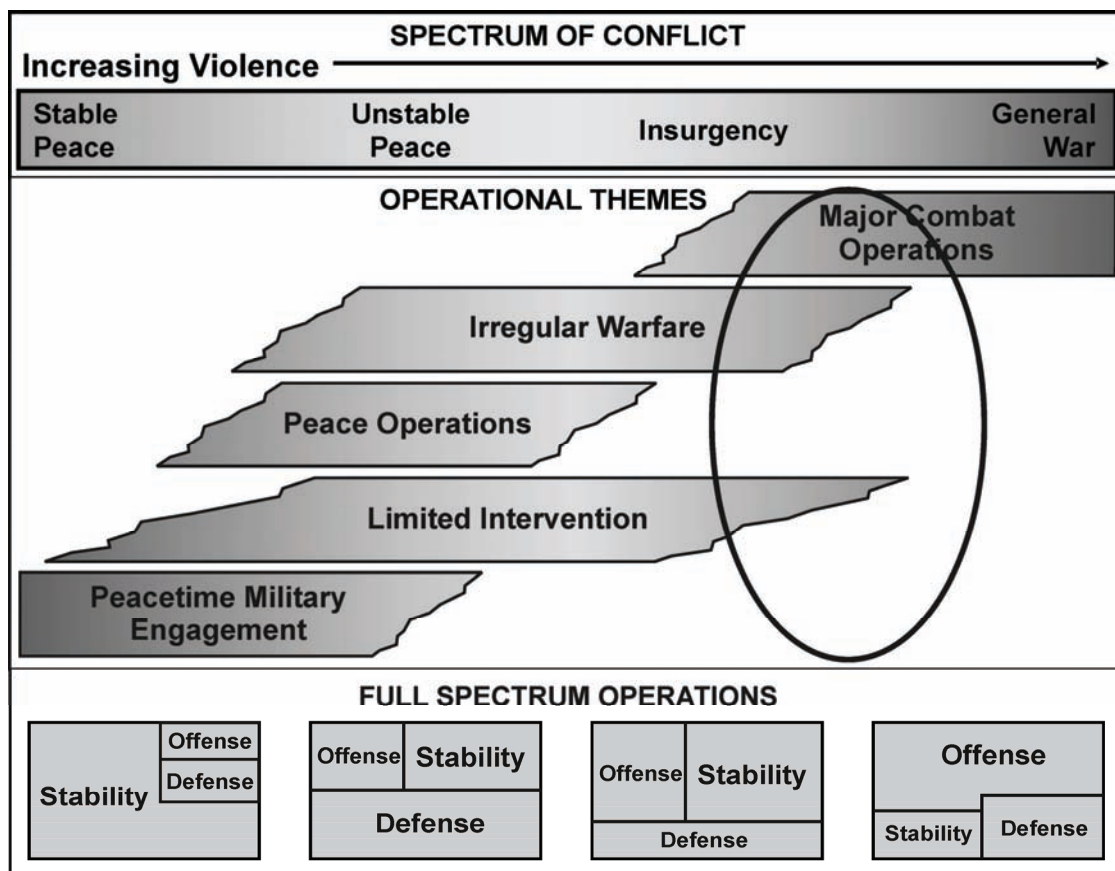 SPECTRUM OF CONFLICT
Increasing Violence
Stable
Peace
Unstable
Peace
Insurgency
General
War
OPERATIONAL THEMES
Major Combat
Operations
Irregular Warfare
Peace Operations
Limited Intervention
Peacetime Military
Engagement
FULL SPECTRUM OPERATIONS
Stability
Offense
Defense
Offense
Stability
Defense
Offense
Stability
Defense
Offense
Stability
Defense